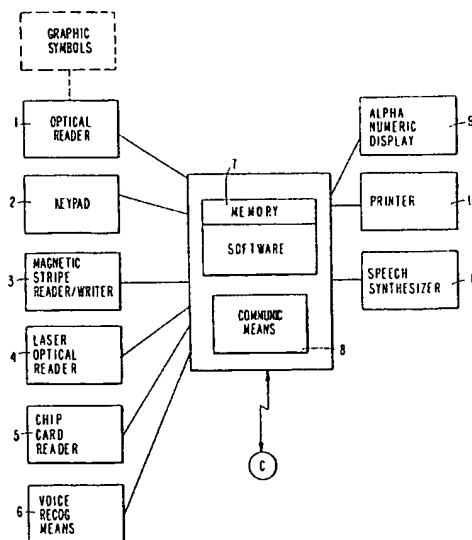 GRAPHIC
SYMBOLS
1
OPTICAL
READER
2
KEYPAD
3
MAGNETIC
STRIPE
READER/WRITER
4
LASER
OPTICAL
READER
5
CHIP
CARD
READER
6
VOICE
RECOG
MEANS
7
MEMORY
SOFTWARE
COMMUNIC
MEANS
8
C
ALPHA
NUMERIC
DISPLAY
9
PRINTER
SPEECH
SYNTHESIZER